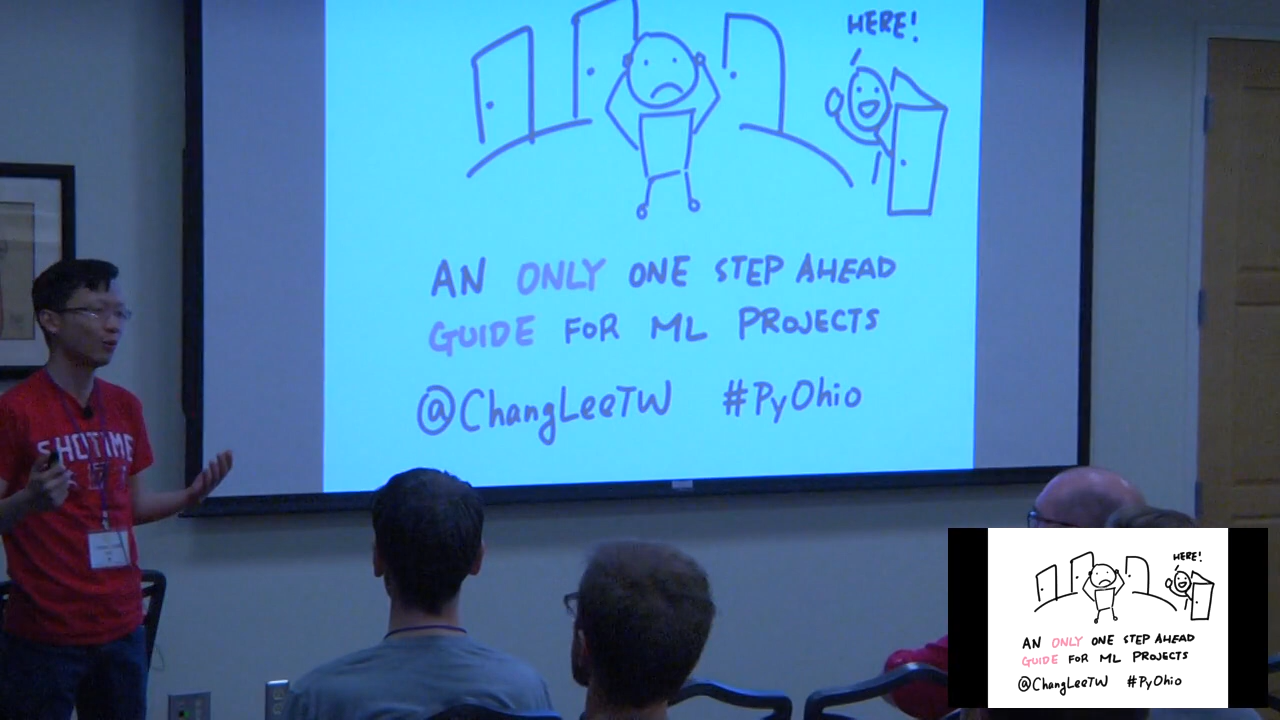 HERE!
AN ONLY ONE STEP AHEAD
GUIDE FOR ML PROJECTS
@ChangLeeTW #PyOhio
HERE!
AN ONLY ONE STEP AHEAD
GUIDE FOR ML PROJECTS
@ChangLeeTW #PyOhio